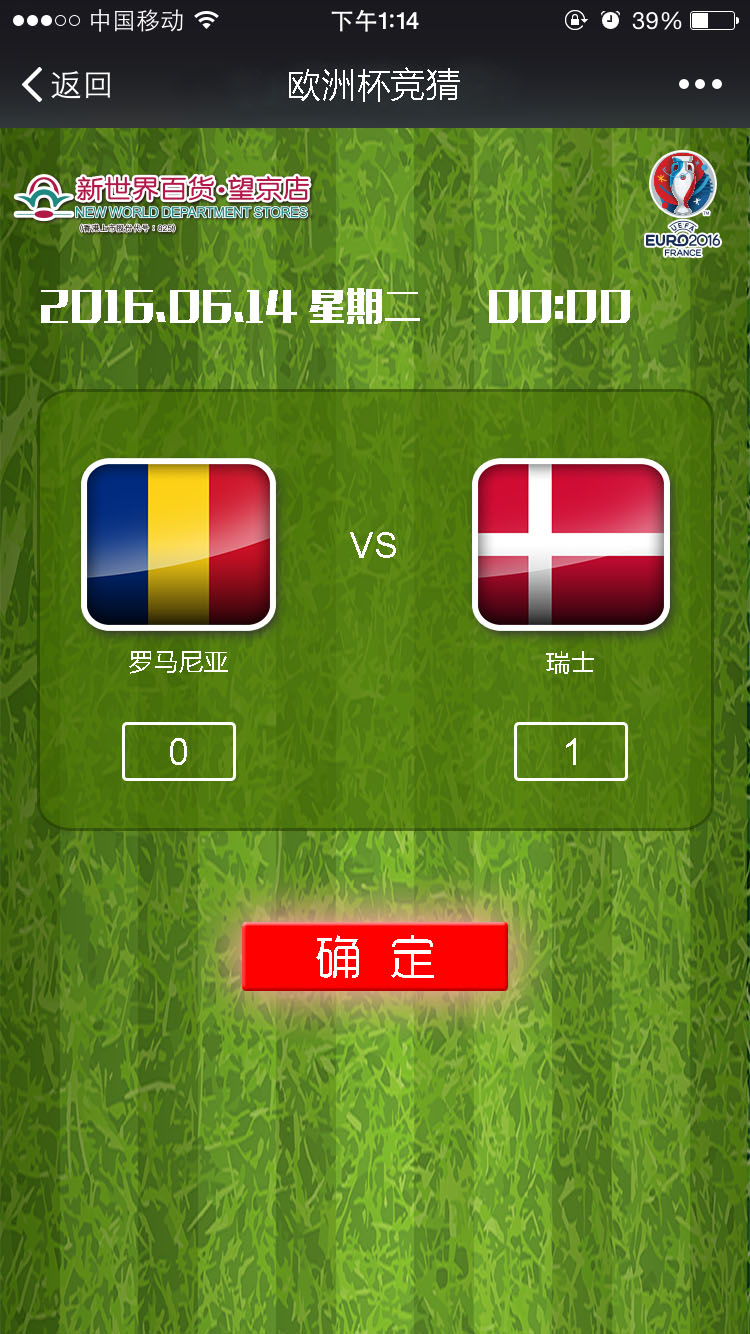 中国移动 下午1:14 39%
返回 欧洲杯竞猜
新世界百货·望京店
NEW WORLD DEPARTMENT STORES
(香港上市股份代号：825)
UEFA
EURO2016
FRANCE
2016.06.14 星期二 00:00
VS
罗马尼亚 瑞士
0 1
确 定